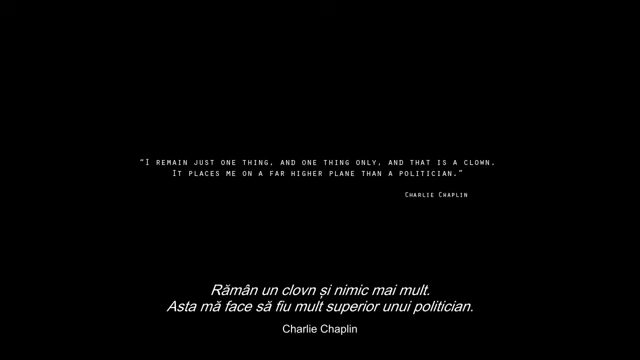 “I REMAIN JUST ONE THING, AND ONE THING ONLY, AND THAT IS A CLOWN.
IT PLACES ME ON A FAR HIGHER PLANE THAN A POLITICIAN.”
CHARLIE CHAPLIN
Rămân un clovn și nimic mai mult.
Asta mă face să fiu mult superior unui politician.
Charlie Chaplin